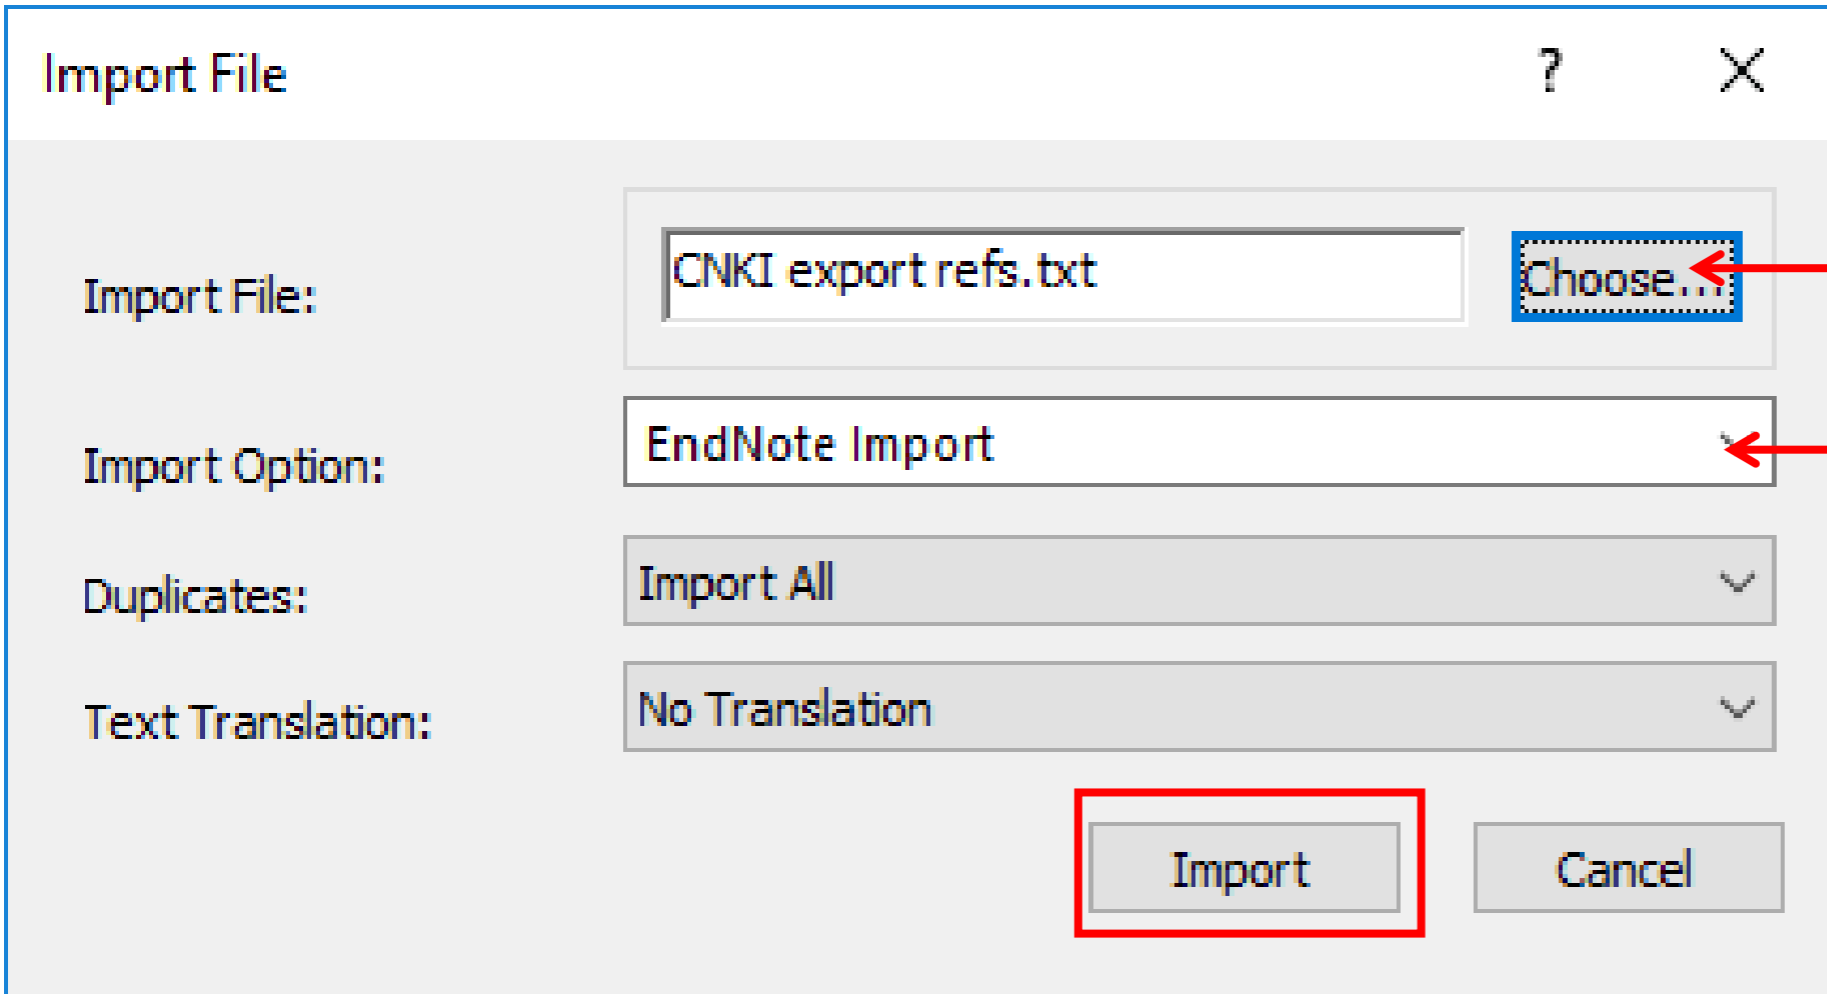 Import File ?
Import File: CNKI export refs.txt Choose...
Import Option: EndNote Import
Duplicates: Import All
Text Translation: No Translation
Import Cancel